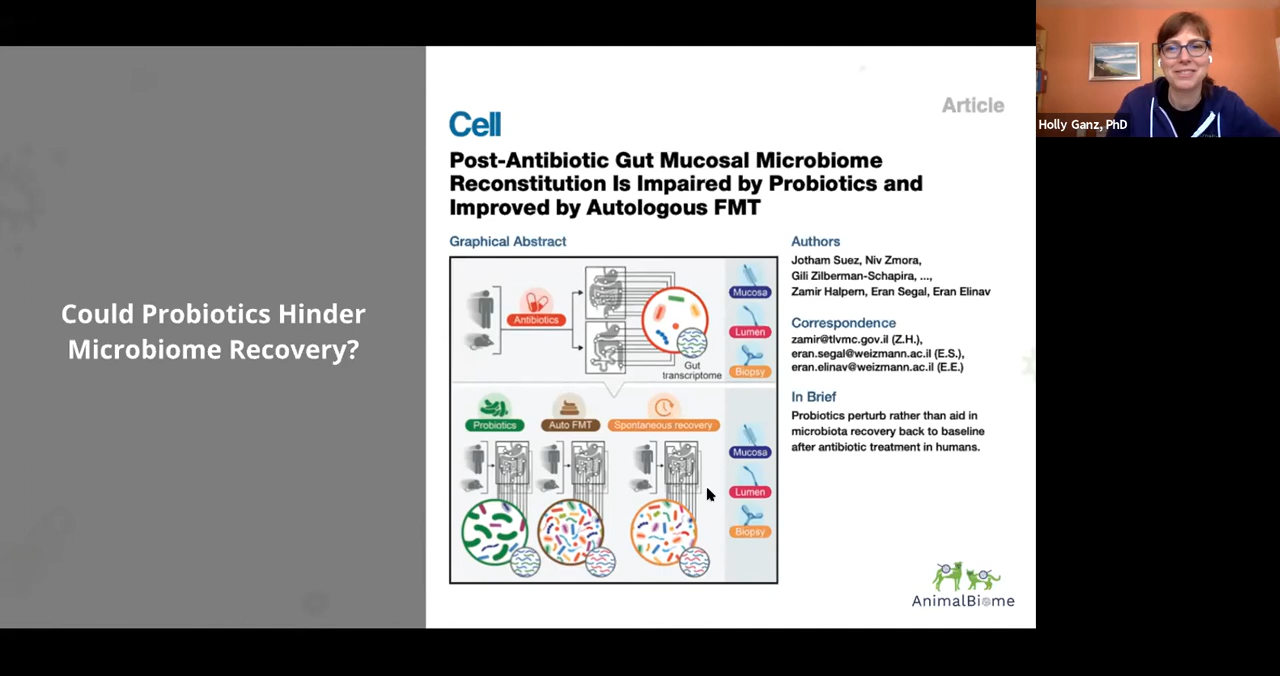 Holly Ganz, PhD
Could Probiotics Hinder
Microbiome Recovery?
Article
Cell
Post-Antibiotic Gut Mucosal Microbiome
Reconstitution Is Impaired by Probiotics and
Improved by Autologous FMT
Graphical Abstract
Antibiotics
Gut
transcriptome
Mucosa
Lumen
Biopsy
Probiotics
Auto FMT
Spontaneous recovery
Mucosa
Lumen
Biopsy
Authors
Jotham Suez, Niv Zmora,
Gili Zilberman-Schapira, ...,
Zamir Halpern, Eran Segal, Eran Elinav
Correspondence
zamir@tlvmc.gov.il (Z.H.),
eran.segal@weizmann.ac.il (E.S.),
eran.elinav@weizmann.ac.il (E.E.)
In Brief
Probiotics perturb rather than aid in
microbiota recovery back to baseline
after antibiotic treatment in humans.
AnimalBiome